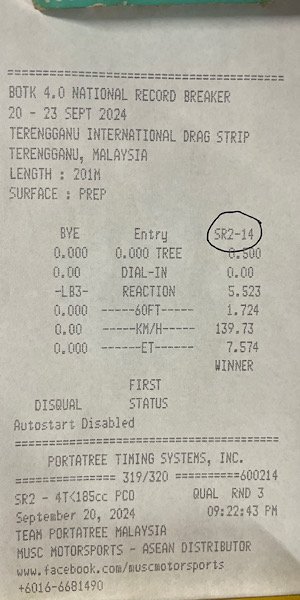 ==================================
BOTK 4.0 NATIONAL RECORD BREAKER
20 - 23 SEPT 2024
TERENGGANU INTERNATIONAL DRAG STRIP
TERENGGANU, MALAYSIA
LENGTH : 201M
SURFACE : PREP
BYE Entry SR2-14
0.000 0.000 TREE 0.500
0.00 DIAL-IN 0.00
-LB3- REACTION 5.523
0.000 ------60FT----- 1.724
0.00 -----KM/H----- 139.73
0.000 ------ET----- 7.574
WINNER
FIRST
DISQUAL STATUS
Autostart Disabled
==================================
PORTATREE TIMING SYSTEMS, INC.
============ 319/320 ==========600214
SR2 - 4T<185cc PCO QUAL RND 3
September 20, 2024 09:22:43 PM
TEAM PORTATREE MALAYSIA
MUSC MOTORSPORTS - ASEAN DISTRIBUTOR
www.facebook.com/muscmotorsports
+6016-6681490